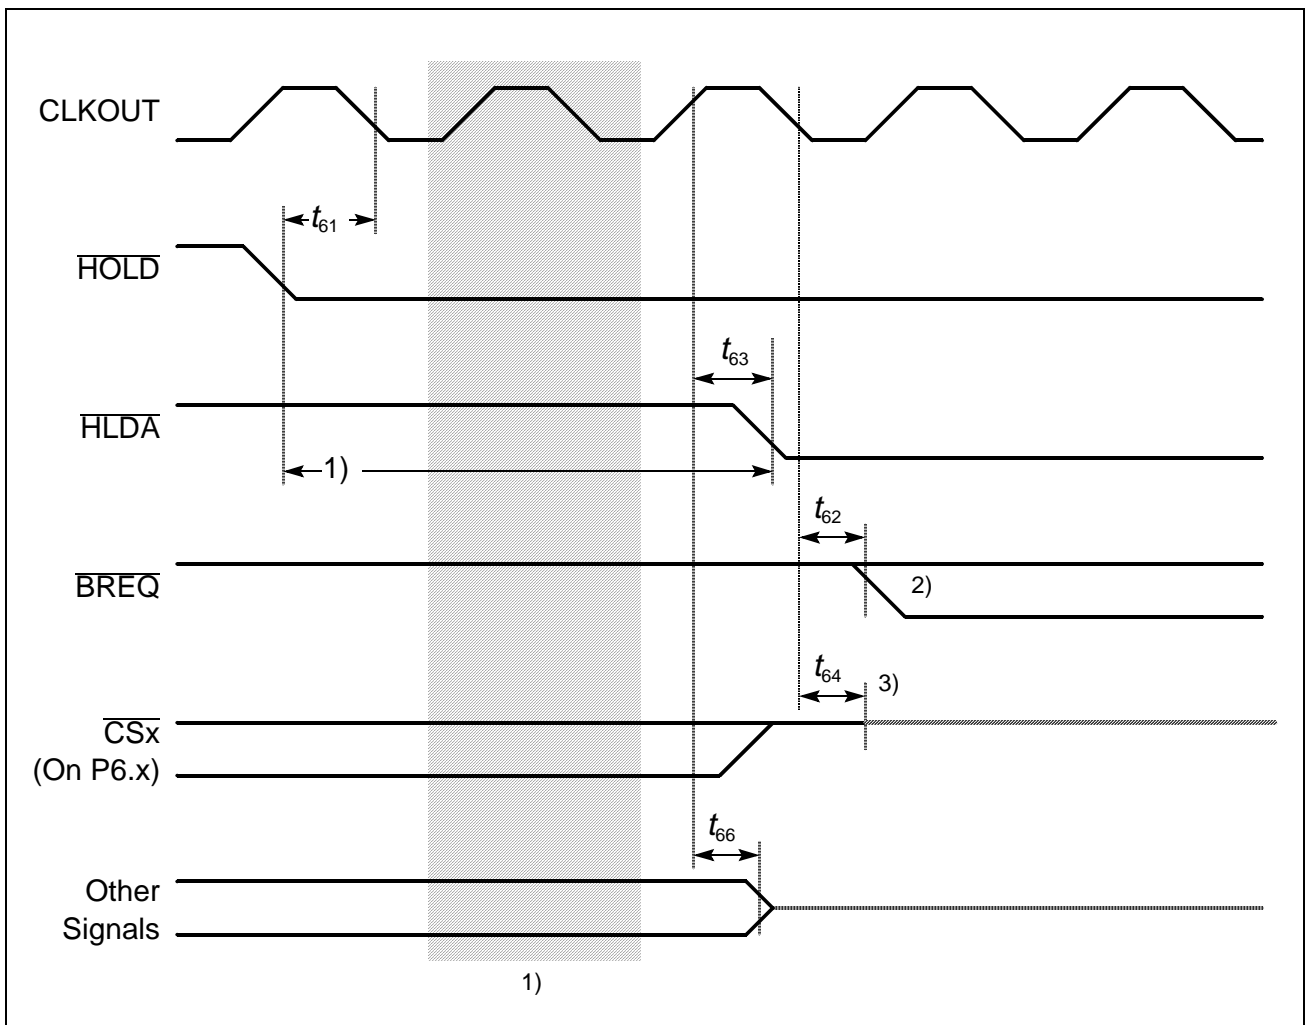 CLKOUT
t61
HOLD
t63
HLDA
1)
t62
BREQ
2)
t64
3)
CSx
(On P6.x)
t66
Other
Signals
1)